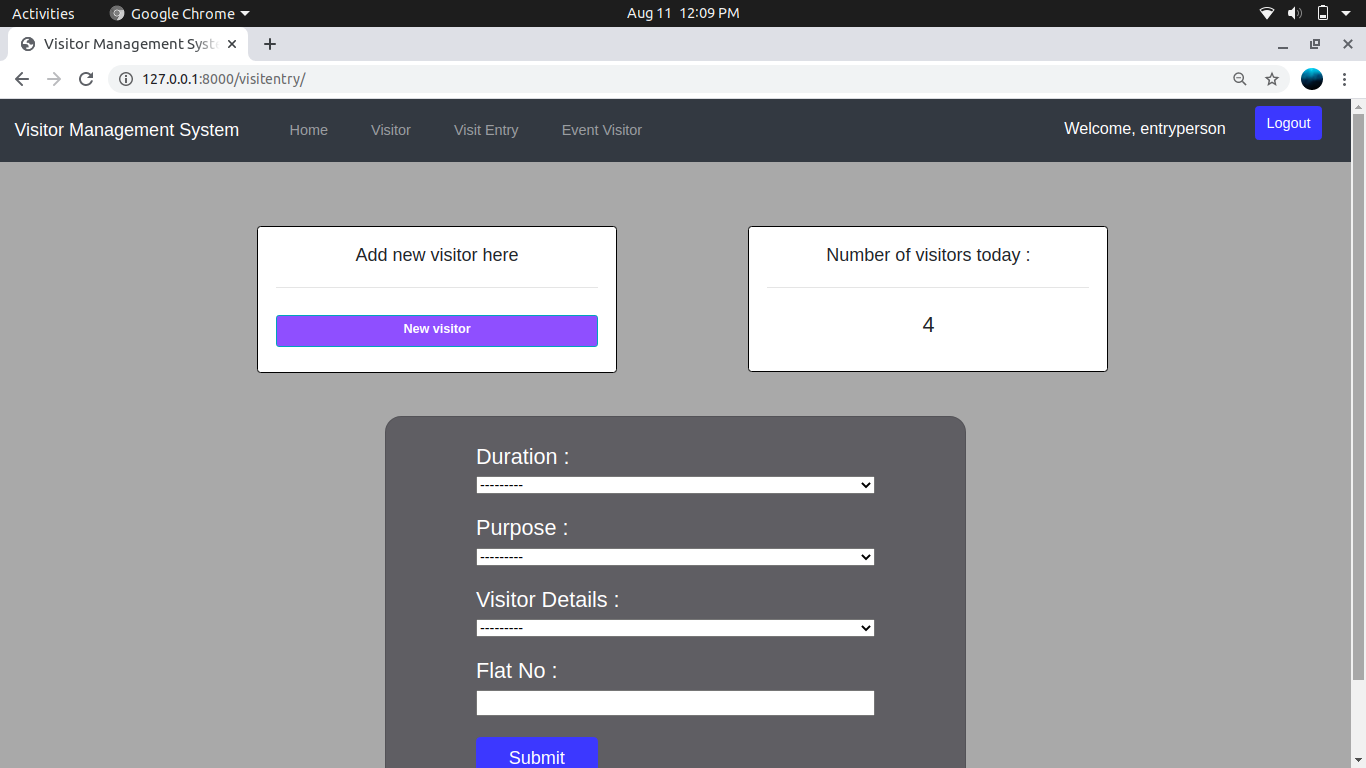 Activities Google Chrome Aug 11 12:09 PM
Visitor Management Syst
127.0.0.1:8000/visitentry/
Visitor Management System Home Visitor Visit Entry Event Visitor Welcome, entryperson Logout
Add new visitor here
New visitor
Number of visitors today :
4
Duration :
---------
Purpose :
---------
Visitor Details :
---------
Flat No :
Submit